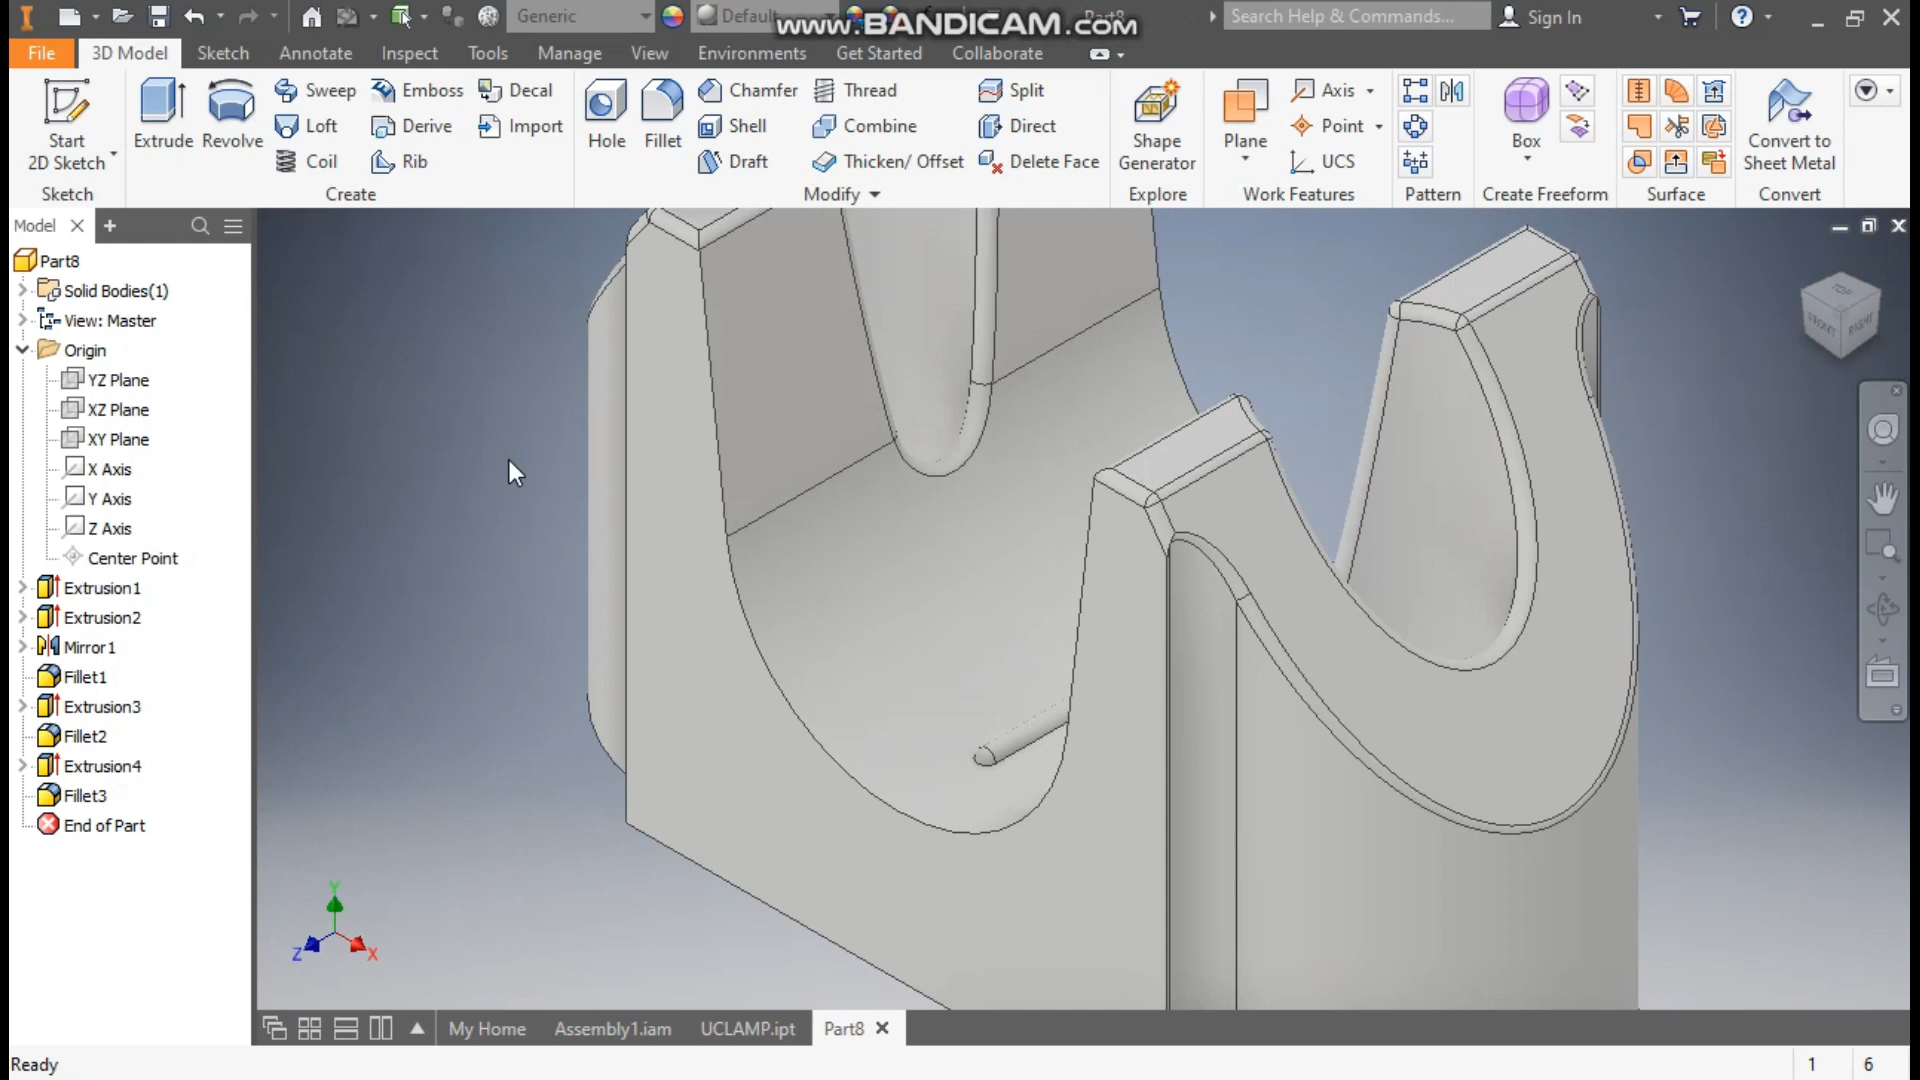 Generic
Default
www.BANDICAM.com
Part8
Search Help & Commands...
Sign In
File
3D Model
Sketch
Annotate
Inspect
Tools
Manage
View
Environments
Get Started
Collaborate
Start
2D Sketch
Sketch
Extrude
Revolve
Sweep
Loft
Coil
Emboss
Derive
Rib
Decal
Import
Create
Hole
Fillet
Chamfer
Shell
Draft
Thread
Combine
Thicken/ Offset
Split
Direct
Delete Face
Modify
Shape
Generator
Explore
Plane
Axis
Point
UCS
Work Features
Pattern
Box
Create Freeform
Surface
Convert to
Sheet Metal
Convert
Model
Part8
Solid Bodies(1)
View: Master
Origin
YZ Plane
XZ Plane
XY Plane
X Axis
Y Axis
Z Axis
Center Point
Extrusion1
Extrusion2
Mirror1
Fillet1
Extrusion3
Fillet2
Extrusion4
Fillet3
End of Part
TOP
FRONT
RIGHT
Y
Z
X
My Home
Assembly1.iam
UCLAMP.ipt
Part8
Ready
1
6